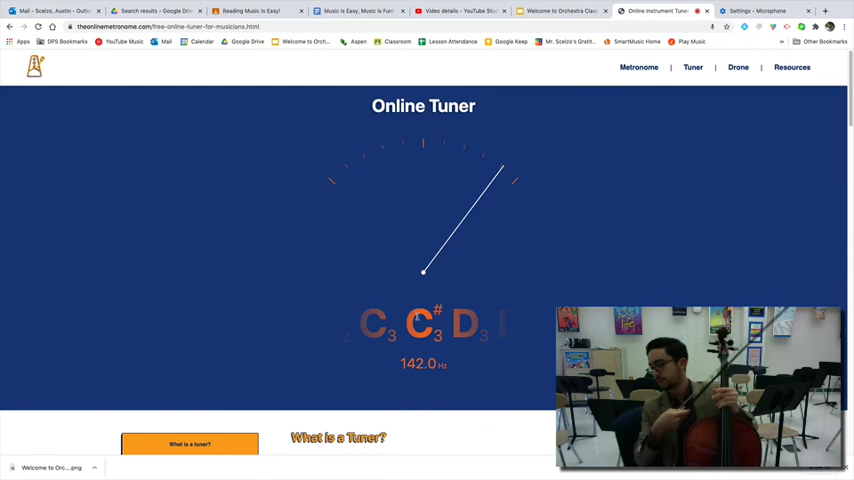 Mail - Scelzo, Austin - Outlo
Search results - Google Drive
Reading Music Is Easy!
Music is Easy, Music is Fun!
Video details - YouTube Stud
Welcome to Orchestra Class
Online Instrument Tuner
Settings - Microphone
theonlinemetronome.com/free-online-tuner-for-musicians.html
Apps
DPS Bookmarks
YouTube Music
Mail
Calendar
Google Drive
Welcome to Orch...
Aspen
Classroom
Lesson Attendance
Google Keep
Mr. Scelzo's Gratit...
SmartMusic Home
Play Music
»
Other Bookmarks
Metronome | Tuner | Drone | Resources
Online Tuner
C3 C#3 D3
142.0 Hz
What is a tuner?
What is a Tuner?
Welcome to Orc....png